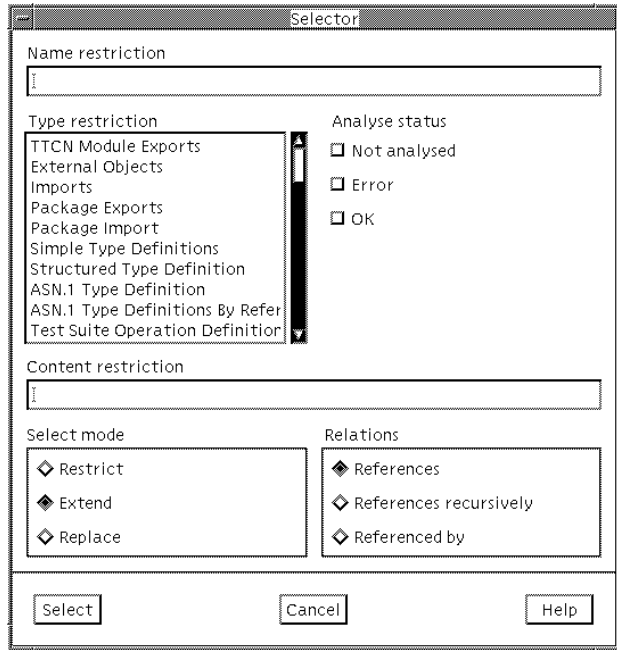 Selector
Name restriction
Type restriction
TTCN Module Exports
External Objects
Imports
Package Exports
Package Import
Simple Type Definitions
Structured Type Definition
ASN.1 Type Definition
ASN.1 Type Definitions By Refer
Test Suite Operation Definition
Analyse status
Not analysed
Error
OK
Content restriction
Select mode
Restrict
Extend
Replace
Relations
References
References recursively
Referenced by
Select
Cancel
Help